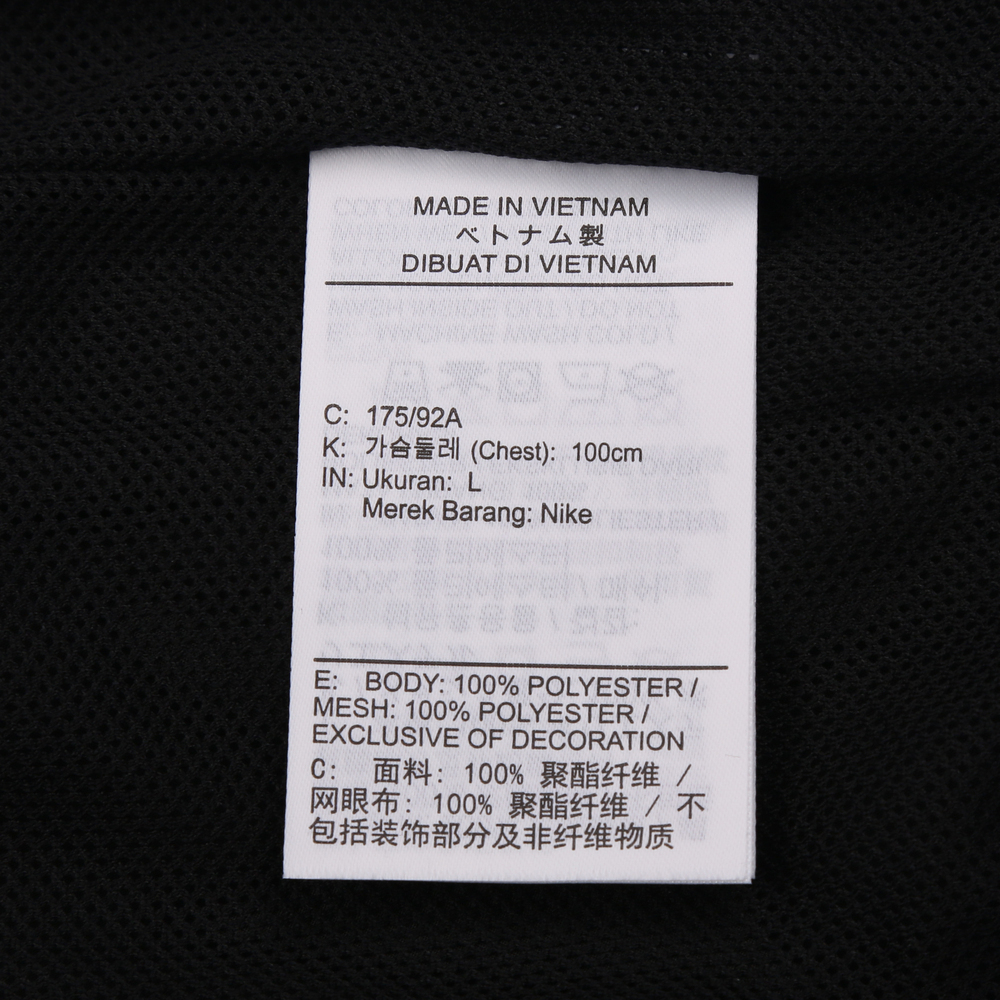 MADE IN VIETNAM
ベトナム製
DIBUAT DI VIETNAM
C: 175/92A
K: 가슴둘레 (Chest): 100cm
IN: Ukuran: L
Merek Barang: Nike
E: BODY: 100% POLYESTER /
MESH: 100% POLYESTER /
EXCLUSIVE OF DECORATION
C: 面料: 100% 聚酯纤维 /
网眼布: 100% 聚酯纤维 / 不
包括装饰部分及非纤维物质